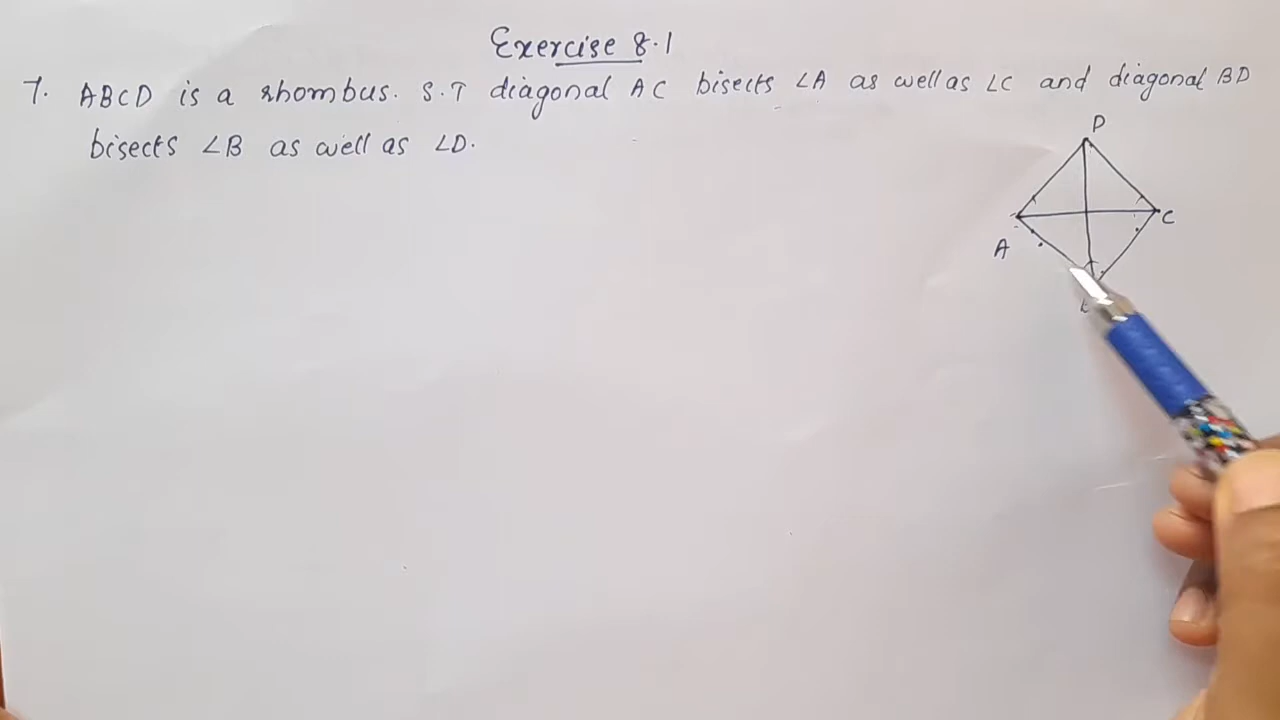 Exercise 8.1
7. ABCD is a rhombus. S.T diagonal AC bisects ∠A as well as ∠C and diagonal BD
bisects ∠B as well as ∠D.
D
C
A